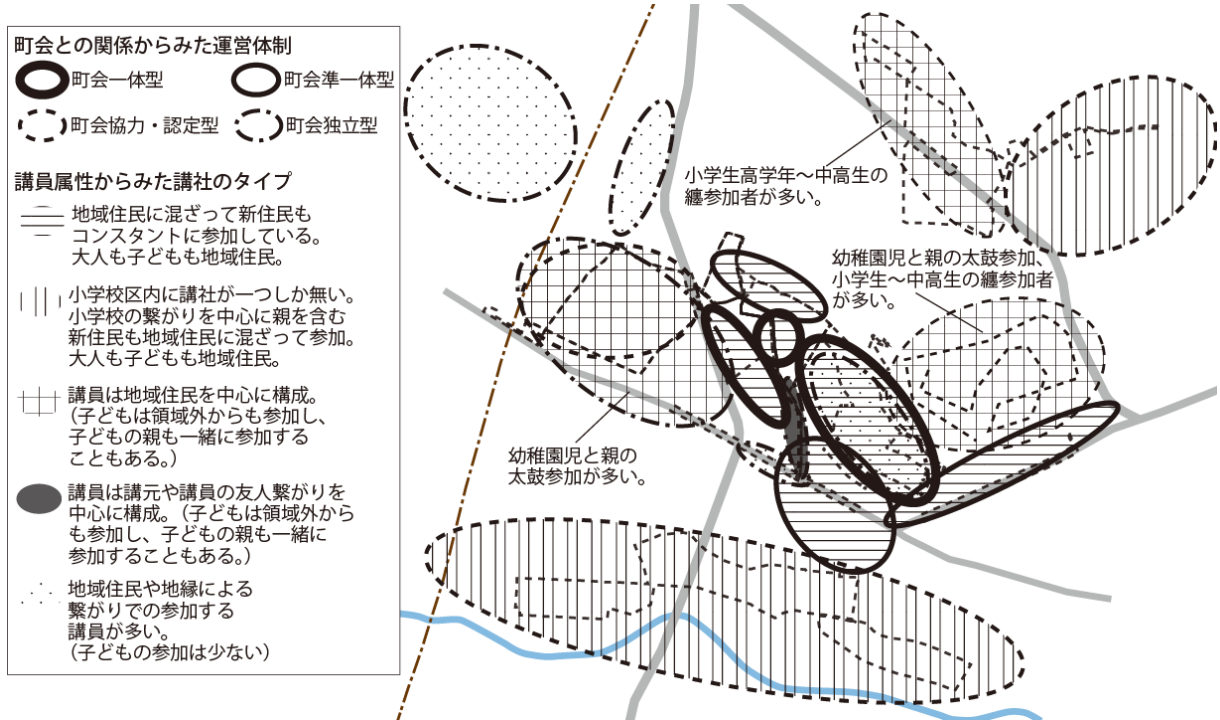 町会との関係からみた運営体制
町会一体型
町会準一体型
町会協力・認定型
町会独立型
講員属性からみた講社のタイプ
地域住民に混ざって新住民も
コンスタントに参加している。
大人も子どもも地域住民。
小学校区内に講社が一つしか無い。
小学校の繋がりを中心に親を含む
新住民も地域住民に混ざって参加。
大人も子どもも地域住民。
講員は地域住民を中心に構成。
（子どもは領域外からも参加し、
子どもの親も一緒に参加する
こともある。）
講員は講元や講員の友人繋がりを
中心に構成。（子どもは領域外から
も参加し、子どもの親も一緒に
参加することもある。）
地域住民や地縁による
繋がりでの参加する
講員が多い。
（子どもの参加は少ない）
小学生高学年～中高生の
纏参加者が多い。
幼稚園児と親の太鼓参加、
小学生～中高生の纏参加者
が多い。
幼稚園児と親の
太鼓参加が多い。